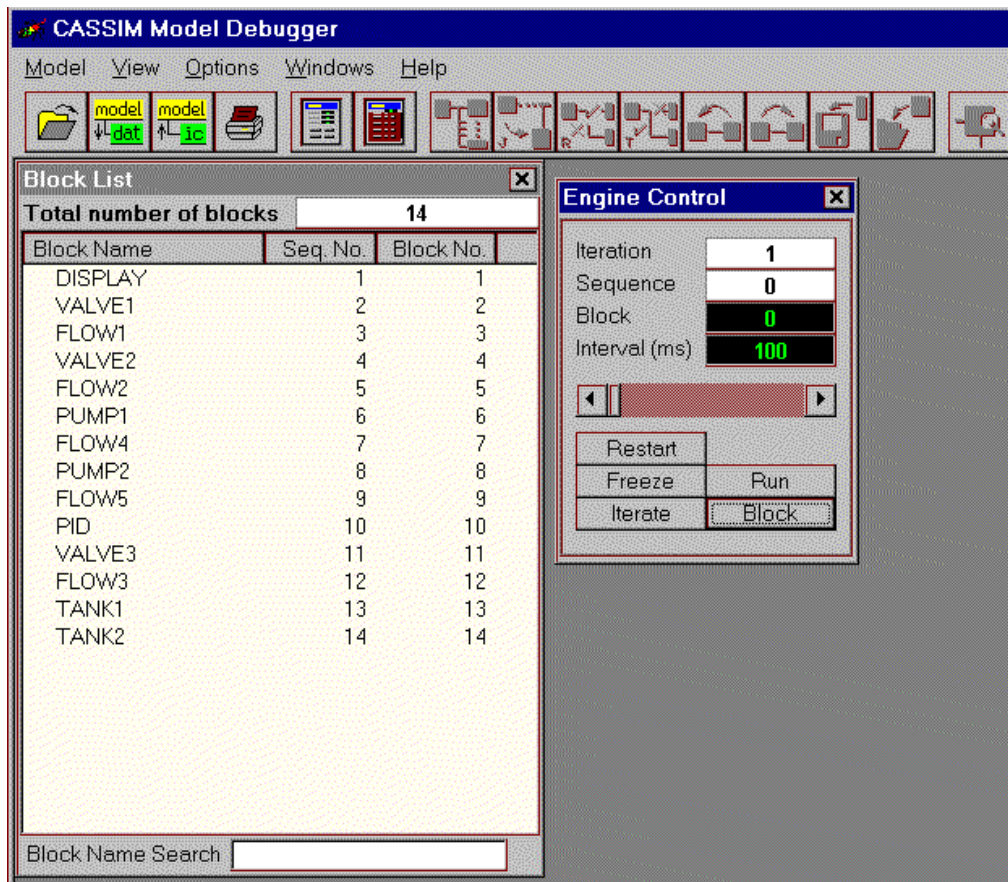 CASSIM Model Debugger
Model View Options Windows Help
model dat model ic J R T
Block List
Total number of blocks 14
Block Name Seq. No. Block No.
DISPLAY 1 1
VALVE1 2 2
FLOW1 3 3
VALVE2 4 4
FLOW2 5 5
PUMP1 6 6
FLOW4 7 7
PUMP2 8 8
FLOW5 9 9
PID 10 10
VALVE3 11 11
FLOW3 12 12
TANK1 13 13
TANK2 14 14
Block Name Search
Engine Control
Iteration 1
Sequence 0
Block 0
Interval (ms) 100
Restart
Freeze Run
Iterate Block